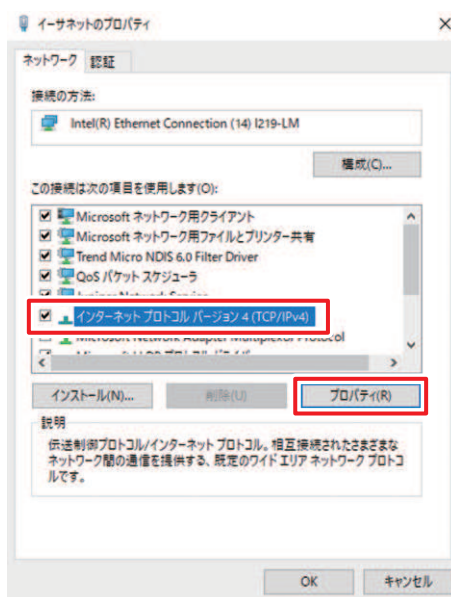 イーサネットのプロパティ
ネットワーク 認証
接続の方法:
Intel(R) Ethernet Connection (14) I219-LM
構成(C)...
この接続は次の項目を使用します(O):
Microsoft ネットワーク用クライアント
Microsoft ネットワーク用ファイルとプリンター共有
Trend Micro NDIS 6.0 Filter Driver
QoS パケット スケジューラ
Juniper Network Service
インターネット プロトコル バージョン 4 (TCP/IPv4)
Microsoft Network Adapter Multiplexor Protocol
インストール(N)... 削除(U) プロパティ(R)
説明
伝送制御プロトコル/インターネット プロトコル。相互接続されたさまざまな
ネットワーク間の通信を提供する、既定のワイド エリア ネットワーク プロトコ
ルです。
OK キャンセル